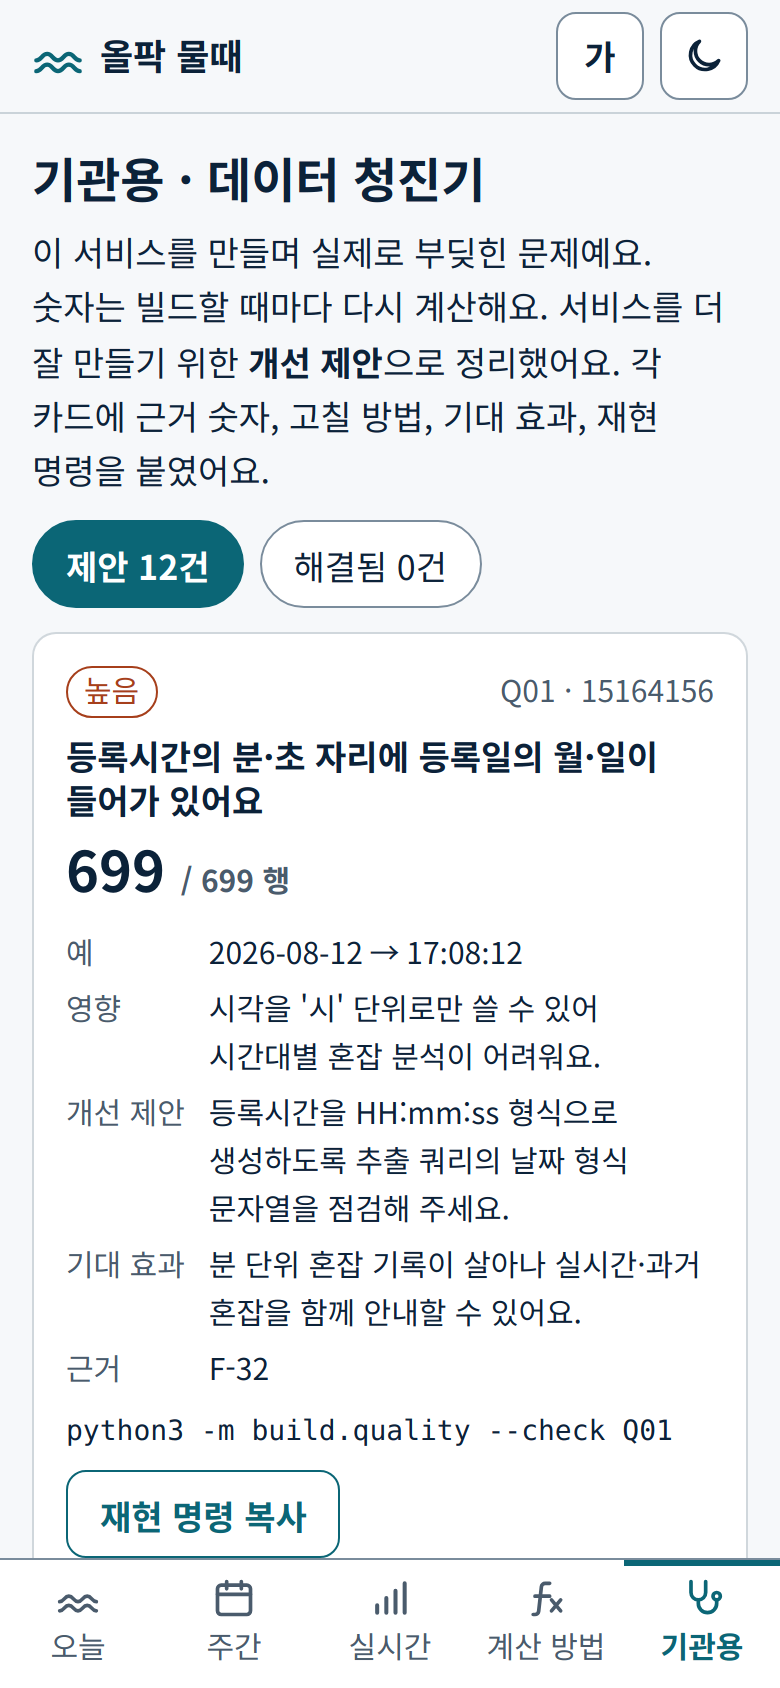 올팍 물때
가
기관용 · 데이터 청진기
이 서비스를 만들며 실제로 부딪힌 문제예요.
숫자는 빌드할 때마다 다시 계산해요. 서비스를 더
잘 만들기 위한 개선 제안으로 정리했어요. 각
카드에 근거 숫자, 고칠 방법, 기대 효과, 재현
명령을 붙였어요.
제안 12건
해결됨 0건
높음
Q01 · 15164156
등록시간의 분·초 자리에 등록일의 월·일이
들어가 있어요
699 / 699 행
예 2026-08-12 → 17:08:12
영향 시각을 '시' 단위로만 쓸 수 있어
시간대별 혼잡 분석이 어려워요.
개선 제안 등록시간을 HH:mm:ss 형식으로
생성하도록 추출 쿼리의 날짜 형식
문자열을 점검해 주세요.
기대 효과 분 단위 혼잡 기록이 살아나 실시간·과거
혼잡을 함께 안내할 수 있어요.
근거 F-32
python3 -m build.quality --check Q01
재현 명령 복사
오늘
주간
실시간
계산 방법
기관용